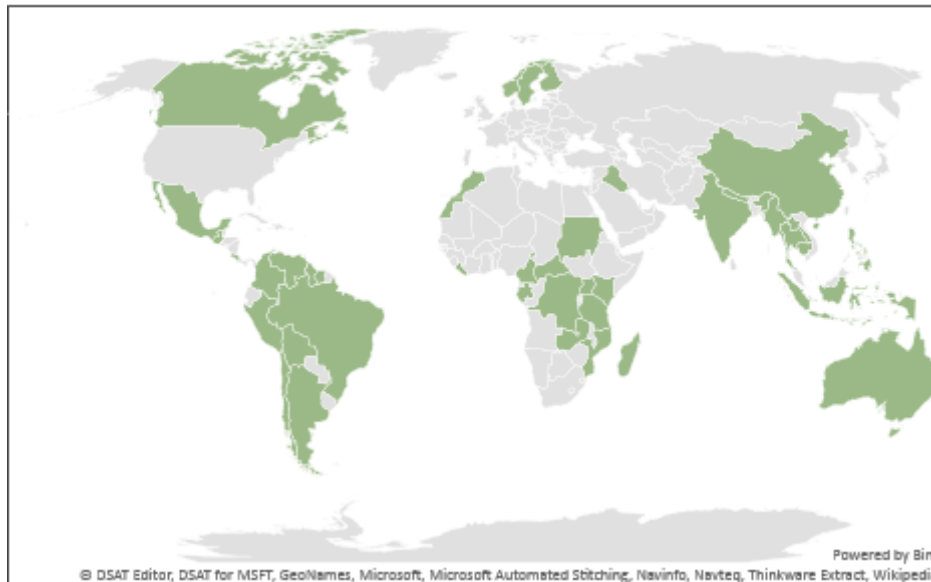 Powered by Bin
© DSAT Editor, DSAT for MSFT, GeoNames, Microsoft, Microsoft Automated Stitching, Navinfo, Navteq, Thinkware Extract, Wikipedi